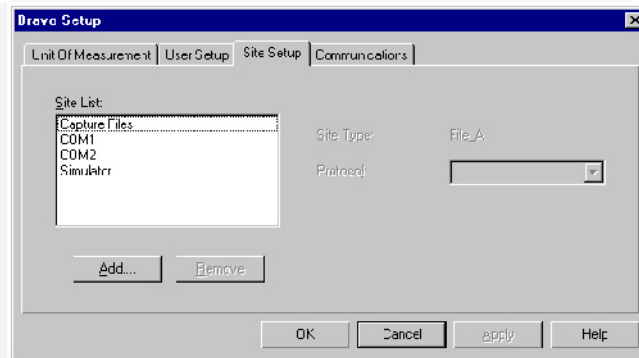 Bravo Setup
Unit Of Measurement User Setup Site Setup Communications
Site List:
Capture Files
COM1
COM2
Simulator
Site Type: File_A
Protocol:
Add... Remove
OK Cancel Apply Help